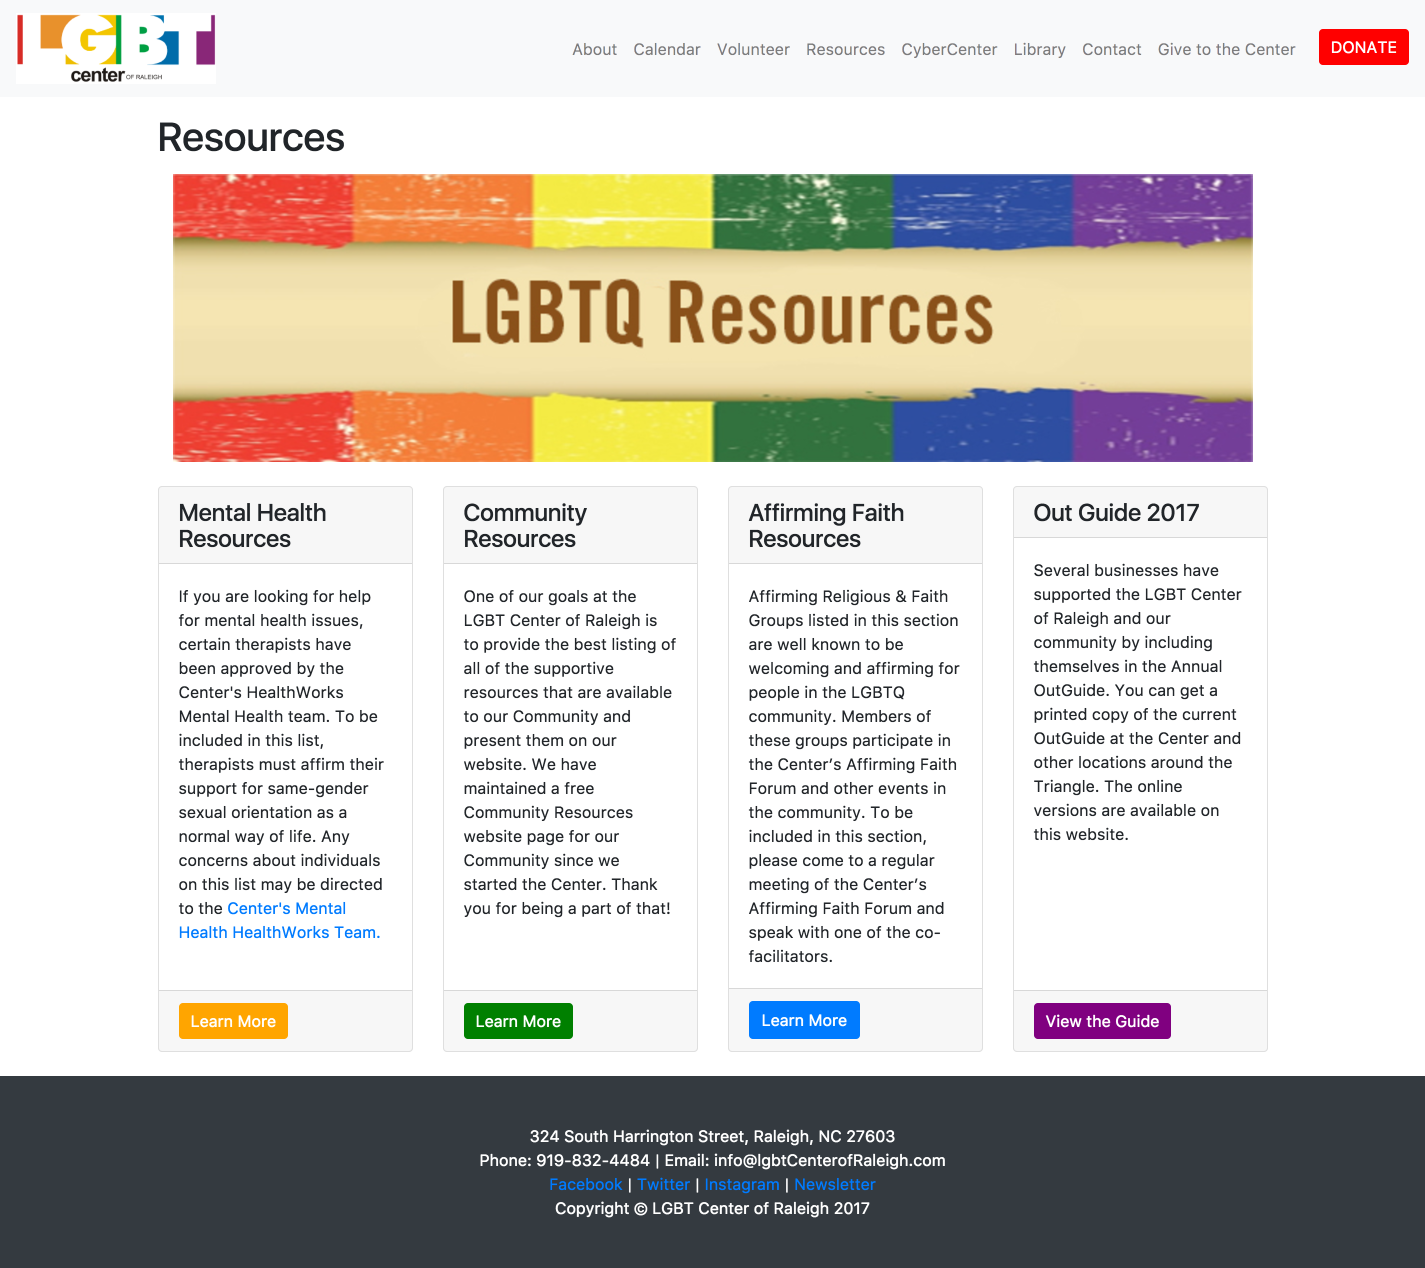 LGBT
center OF RALEIGH
About Calendar Volunteer Resources CyberCenter Library Contact Give to the Center DONATE
Resources
LGBTQ Resources
Mental Health
Resources
If you are looking for help
for mental health issues,
certain therapists have
been approved by the
Center's HealthWorks
Mental Health team. To be
included in this list,
therapists must affirm their
support for same-gender
sexual orientation as a
normal way of life. Any
concerns about individuals
on this list may be directed
to the Center's Mental
Health HealthWorks Team.
Learn More
Community
Resources
One of our goals at the
LGBT Center of Raleigh is
to provide the best listing of
all of the supportive
resources that are available
to our Community and
present them on our
website. We have
maintained a free
Community Resources
website page for our
Community since we
started the Center. Thank
you for being a part of that!
Learn More
Affirming Faith
Resources
Affirming Religious & Faith
Groups listed in this section
are well known to be
welcoming and affirming for
people in the LGBTQ
community. Members of
these groups participate in
the Center’s Affirming Faith
Forum and other events in
the community. To be
included in this section,
please come to a regular
meeting of the Center’s
Affirming Faith Forum and
speak with one of the co-
facilitators.
Learn More
Out Guide 2017
Several businesses have
supported the LGBT Center
of Raleigh and our
community by including
themselves in the Annual
OutGuide. You can get a
printed copy of the current
OutGuide at the Center and
other locations around the
Triangle. The online
versions are available on
this website.
View the Guide
324 South Harrington Street, Raleigh, NC 27603
Phone: 919-832-4484 | Email: info@lgbtCenterofRaleigh.com
Facebook | Twitter | Instagram | Newsletter
Copyright © LGBT Center of Raleigh 2017